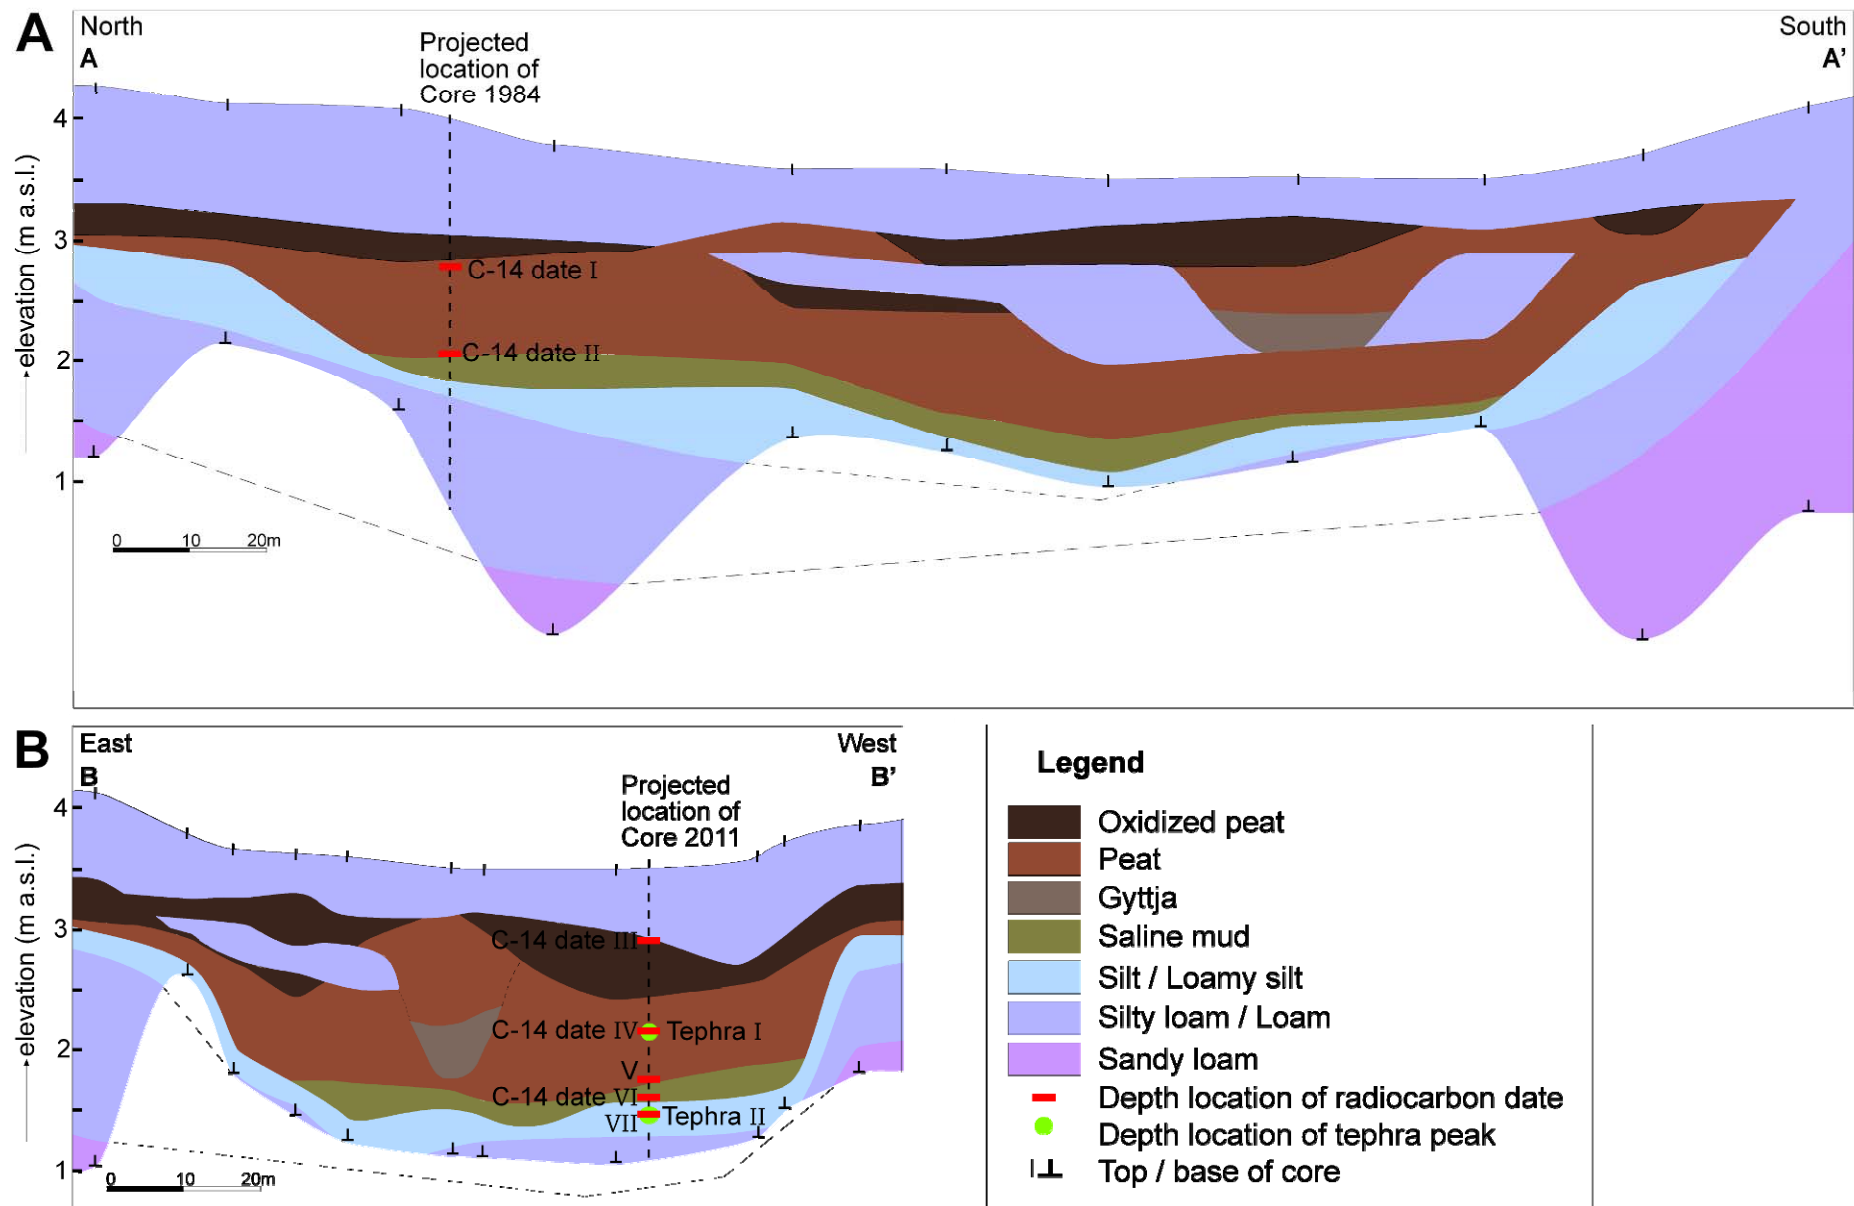 A
North
A
South
A'
Projected
location of
Core 1984
elevation (m a.s.l.)
4
3
2
1
C-14 date I
C-14 date II
0 10 20m
B
East
B
West
B'
Projected
location of
Core 2011
elevation (m a.s.l.)
4
3
2
1
C-14 date III
C-14 date IV Tephra I
V
C-14 date VI
VII Tephra II
0 10 20m
Legend
Oxidized peat
Peat
Gyttja
Saline mud
Silt / Loamy silt
Silty loam / Loam
Sandy loam
Depth location of radiocarbon date
Depth location of tephra peak
Top / base of core